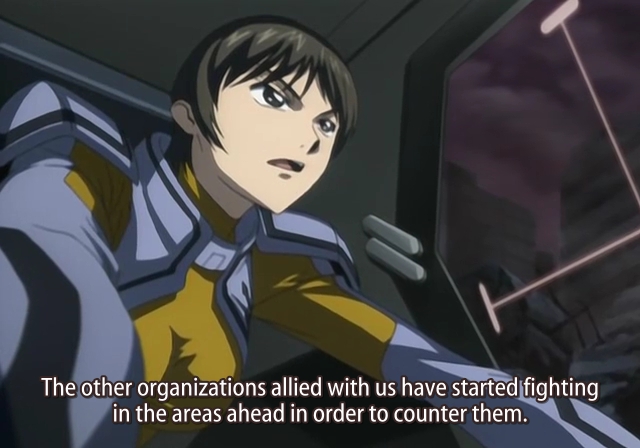 The other organizations allied with us have started fighting
in the areas ahead in order to counter them.